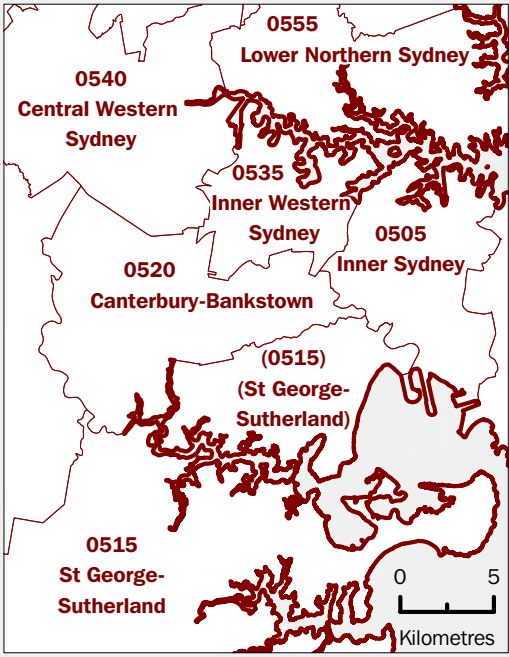 0555
Lower Northern Sydney
0540
Central Western
Sydney
0535
Inner Western
Sydney
0505
Inner Sydney
0520
Canterbury-Bankstown
(0515)
(St George-
Sutherland)
0515
St George-
Sutherland
0 5
Kilometres